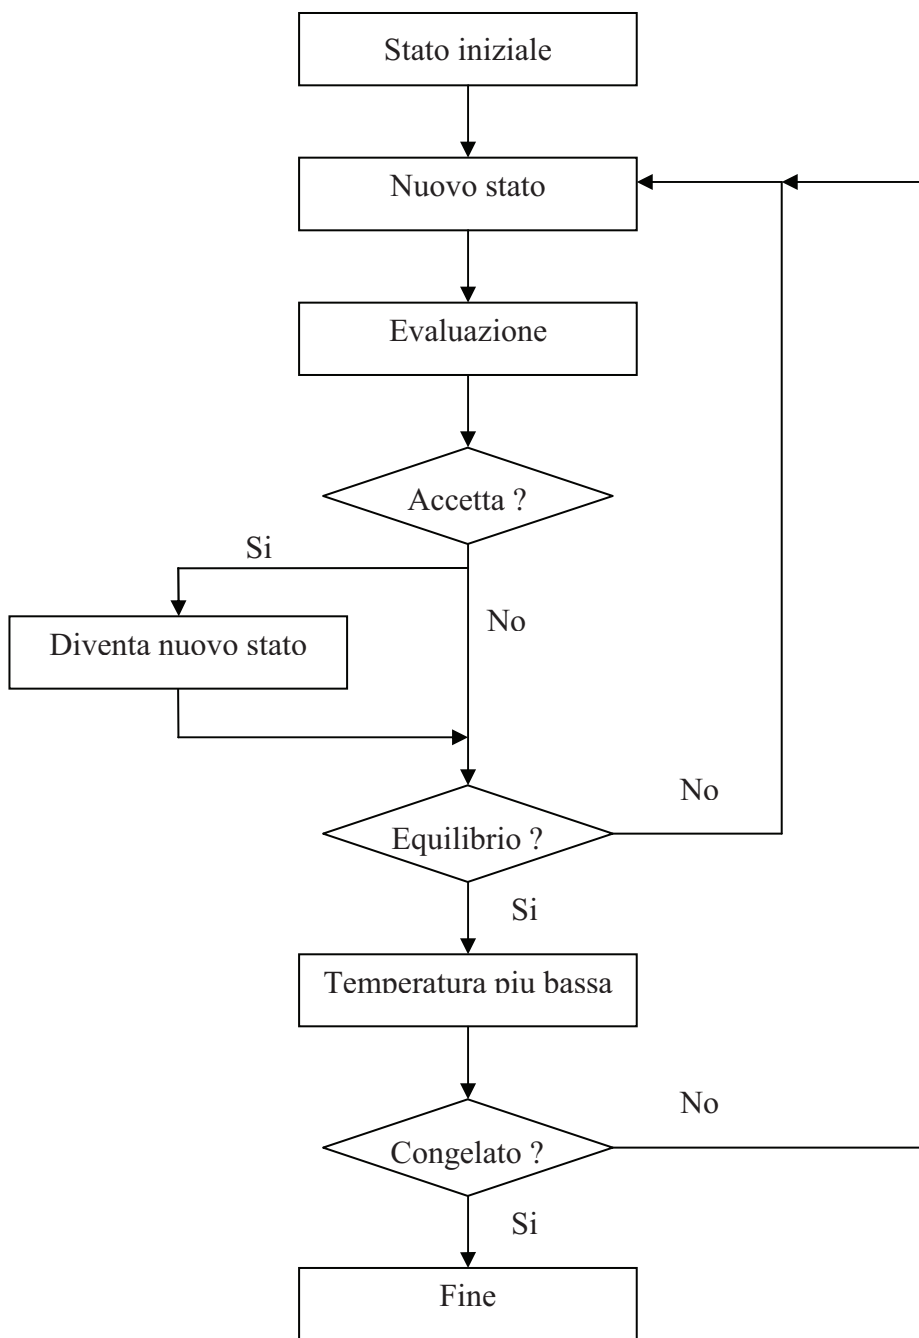 Stato iniziale
Nuovo stato
Evaluazione
Accetta ?
Si
No
Diventa nuovo stato
No
Equilibrio ?
Si
Temperatura piu bassa
No
Congelato ?
Si
Fine